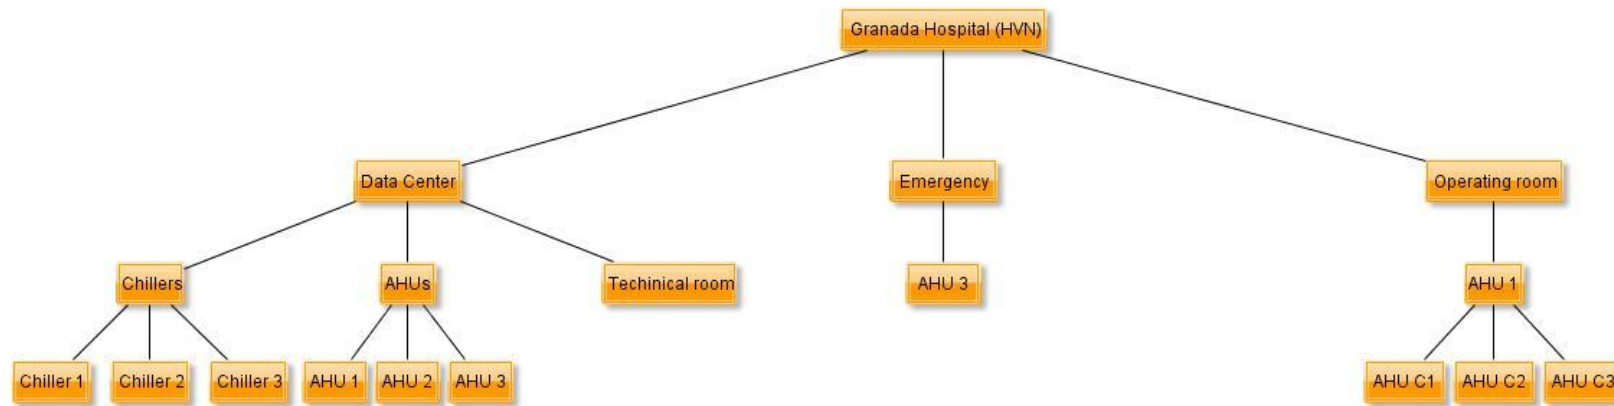 Granada Hospital (HVN)
Data Center
Emergency
Operating room
Chillers
AHUs
Techinical room
AHU 3
AHU 1
Chiller 1
Chiller 2
Chiller 3
AHU 1
AHU 2
AHU 3
AHU C1
AHU C2
AHU C3